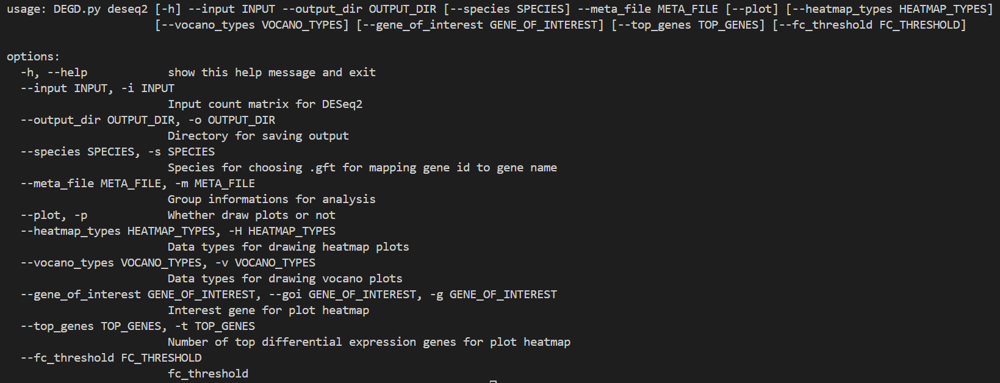 usage: DEGD.py deseq2 [-h] --input INPUT --output_dir OUTPUT_DIR [--species SPECIES] --meta_file META_FILE [--plot] [--heatmap_types HEATMAP_TYPES]
[--vocano_types VOCANO_TYPES] [--gene_of_interest GENE_OF_INTEREST] [--top_genes TOP_GENES] [--fc_threshold FC_THRESHOLD]
options:
-h, --help show this help message and exit
--input INPUT, -i INPUT
Input count matrix for DESeq2
--output_dir OUTPUT_DIR, -o OUTPUT_DIR
Directory for saving output
--species SPECIES, -s SPECIES
Species for choosing .gft for mapping gene id to gene name
--meta_file META_FILE, -m META_FILE
Group informations for analysis
--plot, -p Whether draw plots or not
--heatmap_types HEATMAP_TYPES, -H HEATMAP_TYPES
Data types for drawing heatmap plots
--vocano_types VOCANO_TYPES, -v VOCANO_TYPES
Data types for drawing vocano plots
--gene_of_interest GENE_OF_INTEREST, --goi GENE_OF_INTEREST, -g GENE_OF_INTEREST
Interest gene for plot heatmap
--top_genes TOP_GENES, -t TOP_GENES
Number of top differential expression genes for plot heatmap
--fc_threshold FC_THRESHOLD
fc_threshold